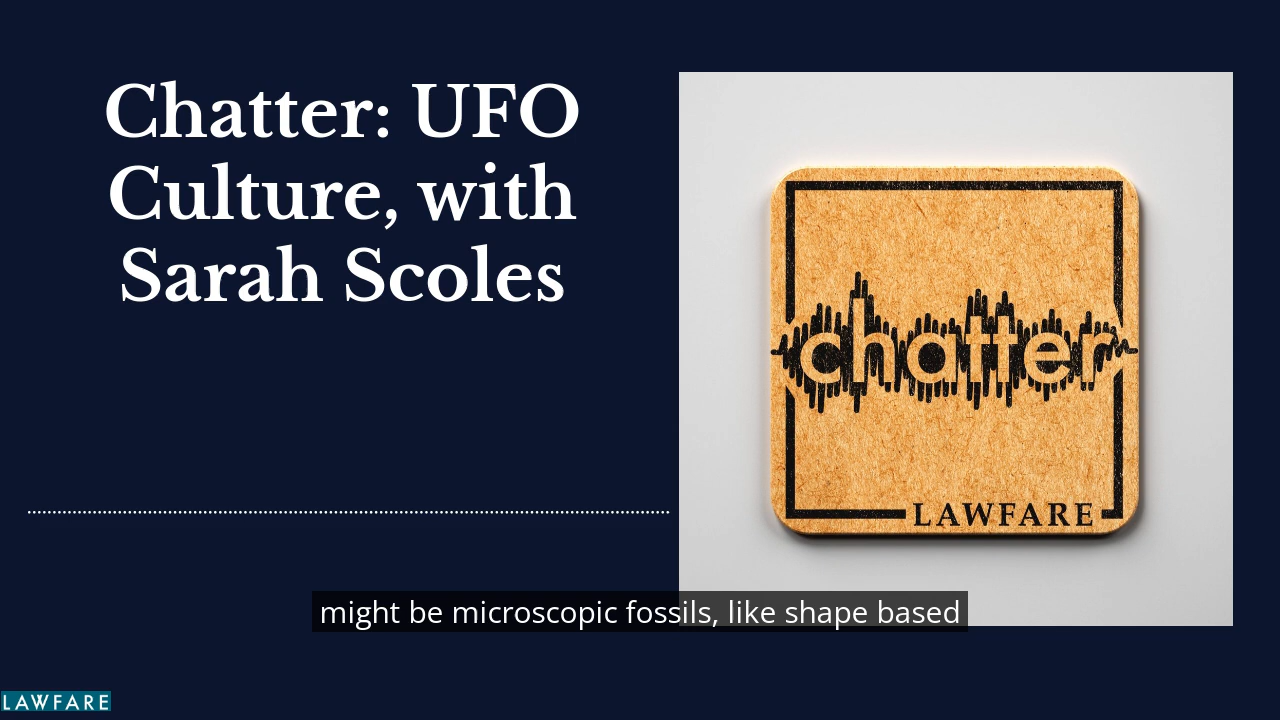 Chatter: UFO
Culture, with
Sarah Scoles
chatter
LAWFARE
might be microscopic fossils, like shape based
LAWFARE